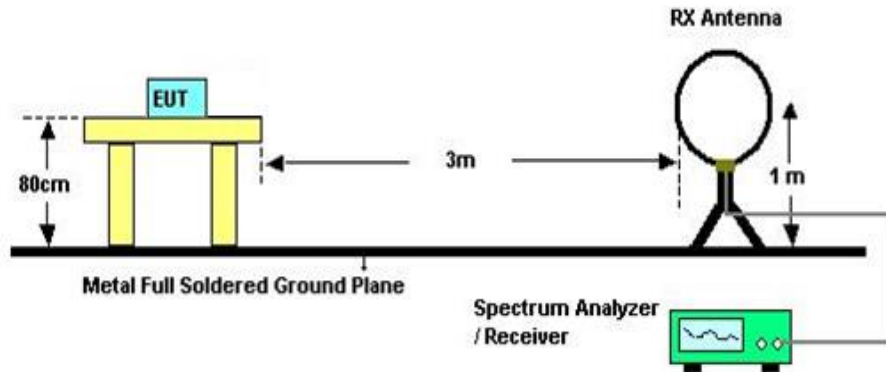 RX Antenna
EUT
80cm
3m
1 m
Metal Full Soldered Ground Plane
Spectrum Analyzer
/ Receiver